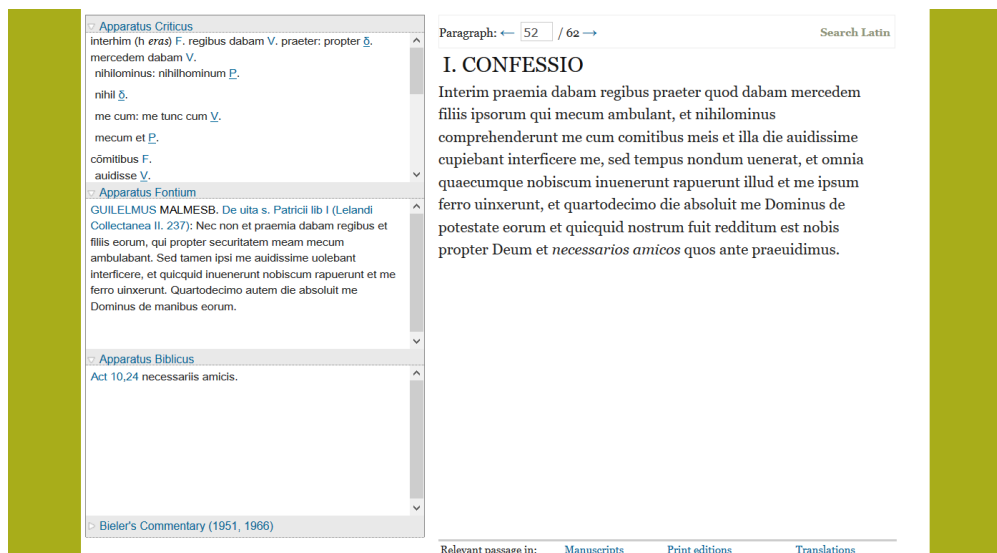 Apparatus Criticus
interhim (h eras) F. regibus dabam V. praeter: propter δ.
mercedem dabam V.
nihilominus: nihilhominum P.
nihil δ.
me cum: me tunc cum V.
mecum et P.
cōmitibus F.
auidisse V.
Apparatus Fontium
GUILELMUS MALMESB. De uita s. Patricii lib I (Lelandi
Collectanea II. 237): Nec non et praemia dabam regibus et
filiis eorum, qui propter securitatem meam mecum
ambulabant. Sed tamen ipsi me auidissime uolebant
interficere, et quicquid inuenerunt nobiscum rapuerunt et me
ferro uinxerunt. Quartodecimo autem die absoluit me
Dominus de manibus eorum.
Apparatus Biblicus
Act 10,24 necessariis amicis.
Bieler's Commentary (1951, 1966)
Paragraph: ← 52 / 62 →
Search Latin
I. CONFESSIO
Interim praemia dabam regibus praeter quod dabam mercedem
filiis ipsorum qui mecum ambulant, et nihilominus
comprehenderunt me cum comitibus meis et illa die auidissime
cupiebant interficere me, sed tempus nondum uenerat, et omnia
quaecumque nobiscum inuenerunt rapuerunt illud et me ipsum
ferro uinxerunt, et quartodecimo die absoluit me Dominus de
potestate eorum et quicquid nostrum fuit redditum est nobis
propter Deum et necessarios amicos quos ante praeuidimus.
Relevant passage in: Manuscripts Print editions Translations